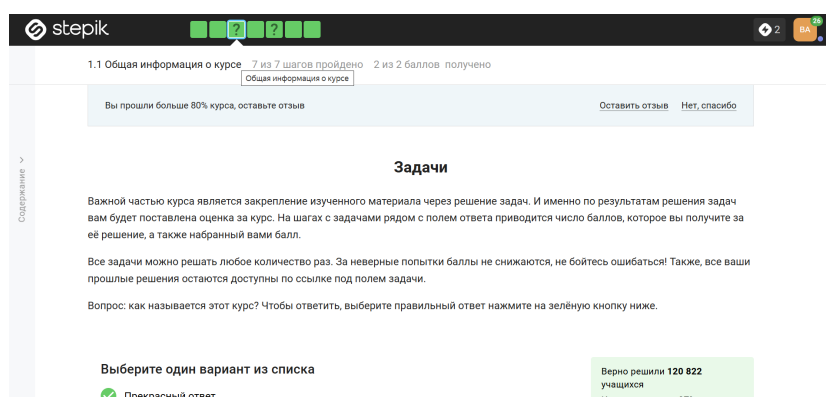 stepik
? ?
2
ВА
26
1.1 Общая информация о курсе 7 из 7 шагов пройдено 2 из 2 баллов получено
Общая информация о курсе
Вы прошли больше 80% курса, оставьте отзыв Оставить отзыв Нет, спасибо
Содержание
Задачи
Важной частью курса является закрепление изученного материала через решение задач. И именно по результатам решения задач
вам будет поставлена оценка за курс. На шагах с задачами рядом с полем ответа приводится число баллов, которое вы получите за
её решение, а также набранный вами балл.
Все задачи можно решать любое количество раз. За неверные попытки баллы не снижаются, не бойтесь ошибаться! Также, все ваши
прошлые решения остаются доступны по ссылке под полем задачи.
Вопрос: как называется этот курс? Чтобы ответить, выберите правильный ответ нажмите на зелёную кнопку ниже.
Выберите один вариант из списка
Верно решили 120 822
учащихся
Прекрасный ответ